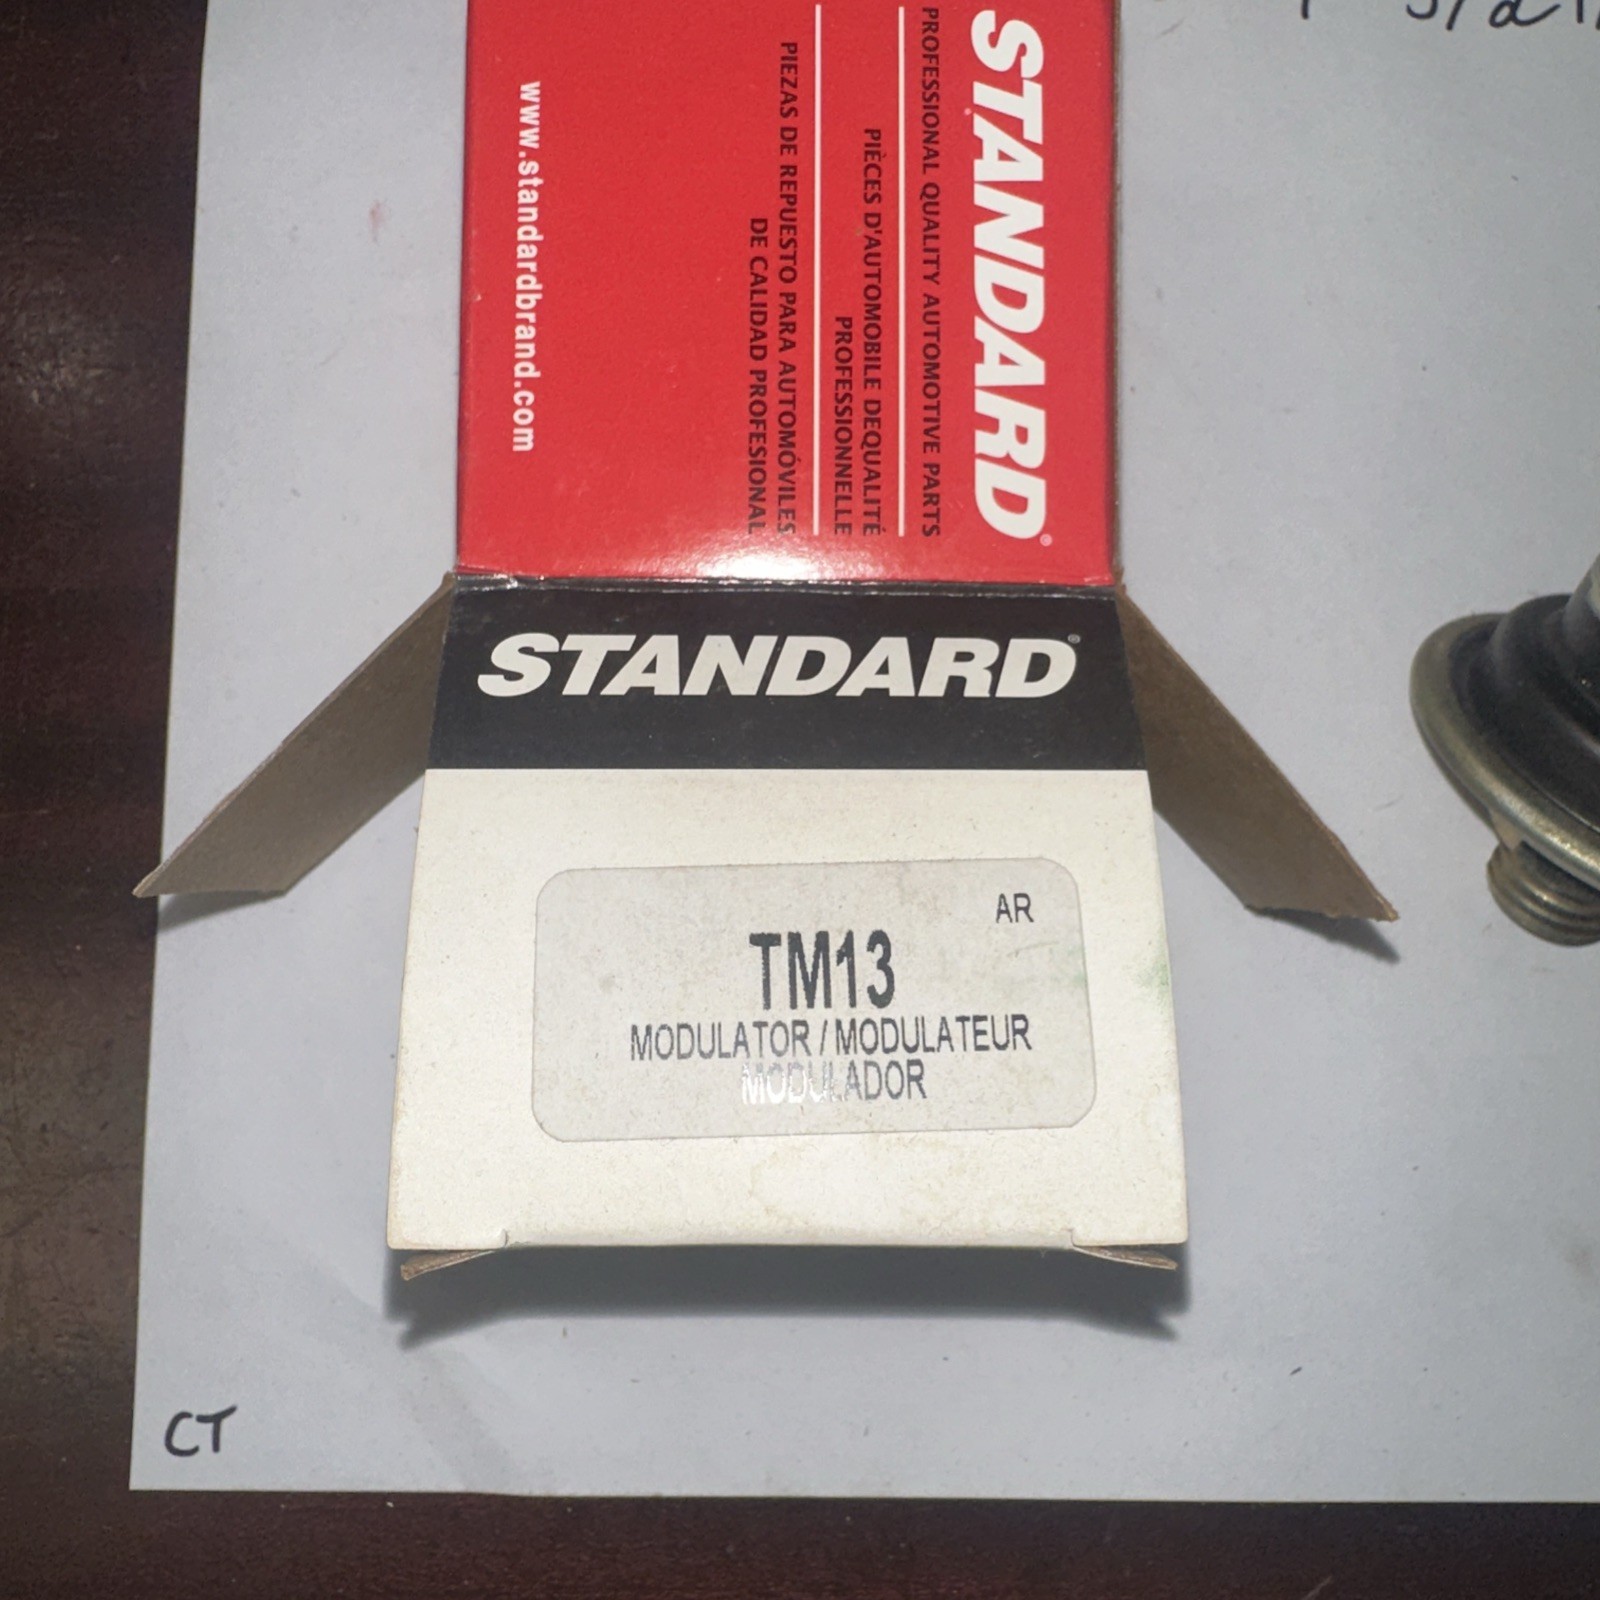 STANDARD®
PROFESSIONAL QUALITY AUTOMOTIVE PARTS
PIÈCES D'AUTOMOBILE DEQUALITÉ
PROFESSIONNELLE
PIEZAS DE REPUESTO PARA AUTOMÓVILES
DE CALIDAD PROFESIONAL
www.standardbrand.com
STANDARD®
AR
TM13
MODULATOR / MODULATEUR
MODULADOR
CT